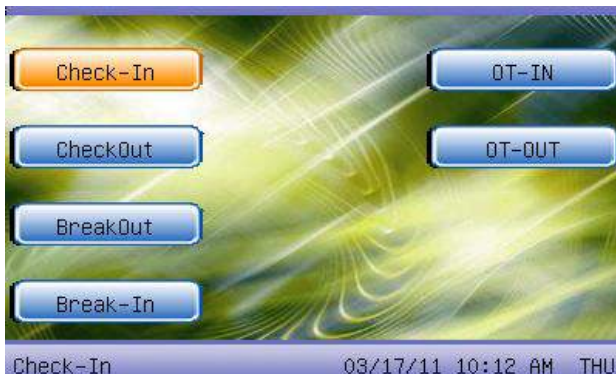 Check-In
CheckOut
BreakOut
Break-In
OT-IN
OT-OUT
Check-In 03/17/11 10:12 AM THU